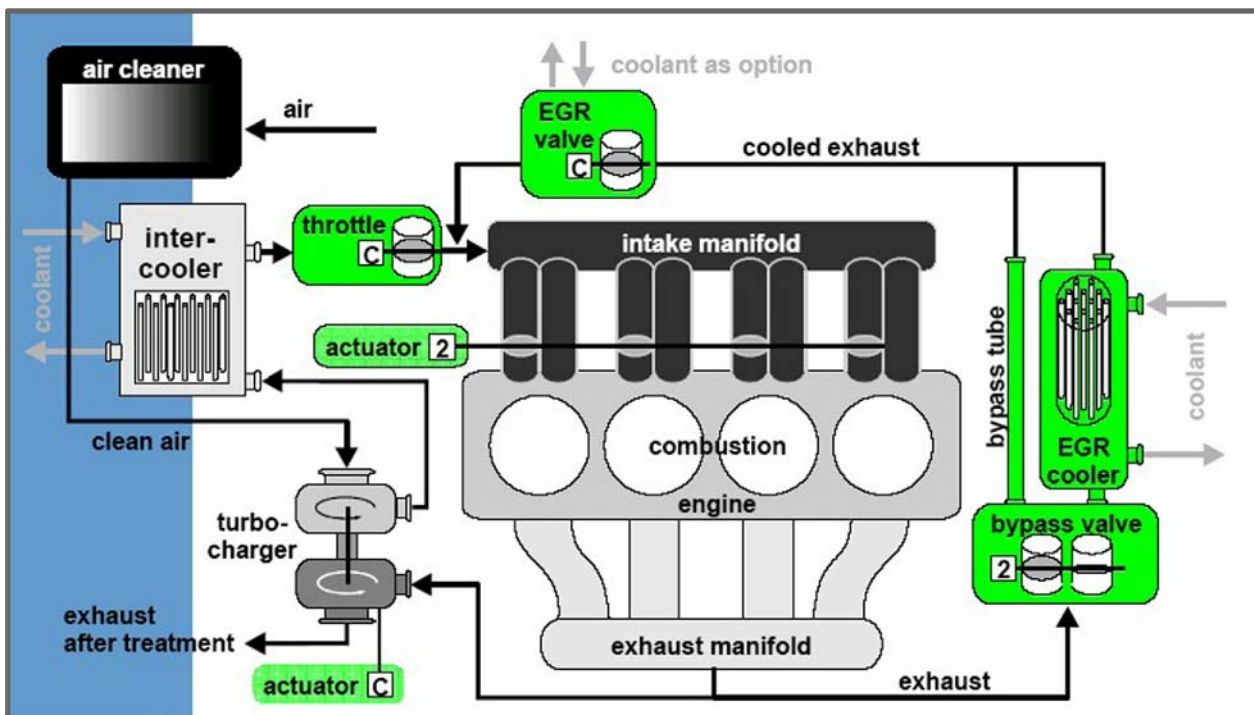 air cleaner
air
coolant as option
EGR
valve
C
cooled exhaust
coolant
inter-
cooler
throttle
C
intake manifold
actuator 2
bypass tube
coolant
clean air
combustion
EGR
cooler
engine
turbo-
charger
bypass valve
2
exhaust
after treatment
exhaust manifold
actuator C
exhaust